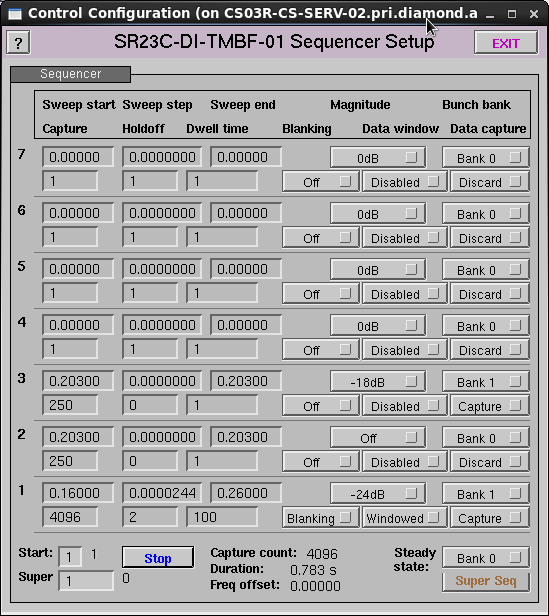 Control Configuration (on CS03R-CS-SERV-02.pri.diamond.a
? SR23C-DI-TMBF-01 Sequencer Setup EXIT
Sequencer
Sweep start Sweep step Sweep end Magnitude Bunch bank
Capture Holdoff Dwell time Blanking Data window Data capture
7 0.00000 0.0000000 0.00000 0dB Bank 0
1 1 1 Off Disabled Discard
6 0.00000 0.0000000 0.00000 0dB Bank 0
1 1 1 Off Disabled Discard
5 0.00000 0.0000000 0.00000 0dB Bank 0
1 1 1 Off Disabled Discard
4 0.00000 0.0000000 0.00000 0dB Bank 0
1 1 1 Off Disabled Discard
3 0.20300 0.0000000 0.20300 -18dB Bank 1
250 0 1 Off Disabled Capture
2 0.20300 0.0000000 0.20300 Off Bank 0
250 0 1 Off Disabled Discard
1 0.16000 0.0000244 0.26000 -24dB Bank 1
4096 2 100 Blanking Windowed Capture
Start: 1 1 Stop Capture count: 4096 Steady state: Bank 0
Duration: 0.783 s
Super 1 0 Freq offset: 0.00000 Super Seq